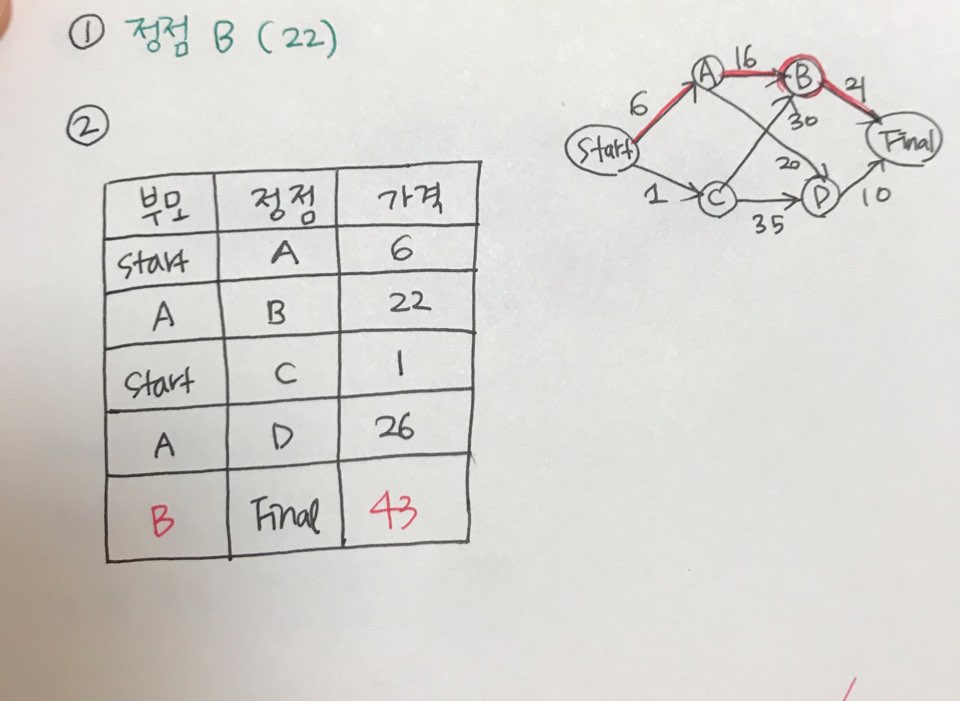 ① 정점 B (22)
②
부모 정점 가격
Start A 6
A B 22
Start C 1
A D 26
B Final 43
A 16 B 21
6 30
Start 20 Final
1 C D 10
35